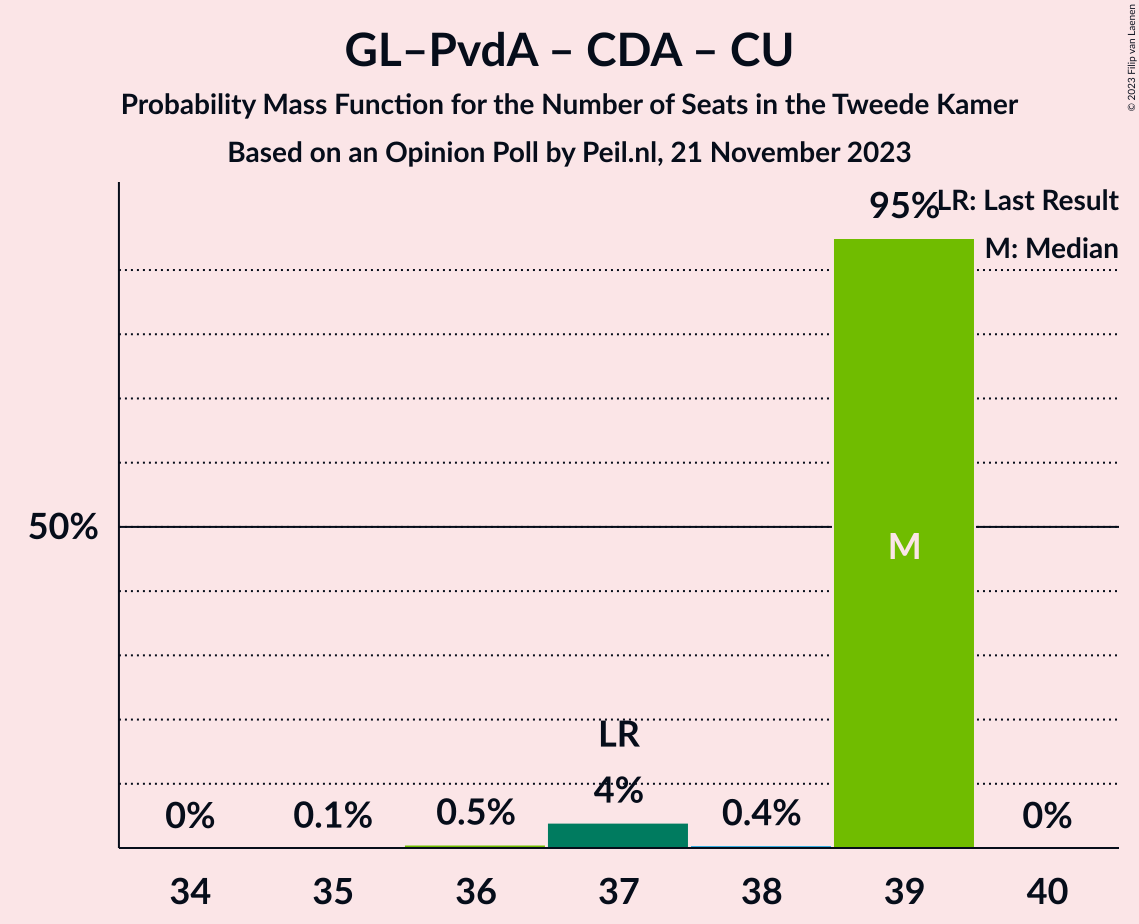 GL–PvdA – CDA – CU
Probability Mass Function for the Number of Seats in the Tweede Kamer
Based on an Opinion Poll by Peil.nl, 21 November 2023
© 2023 Filip van Laenen
LR: Last Result
M: Median
95%
50%
M
LR
0%
0.1%
0.5%
4%
0.4%
0%
34
35
36
37
38
39
40